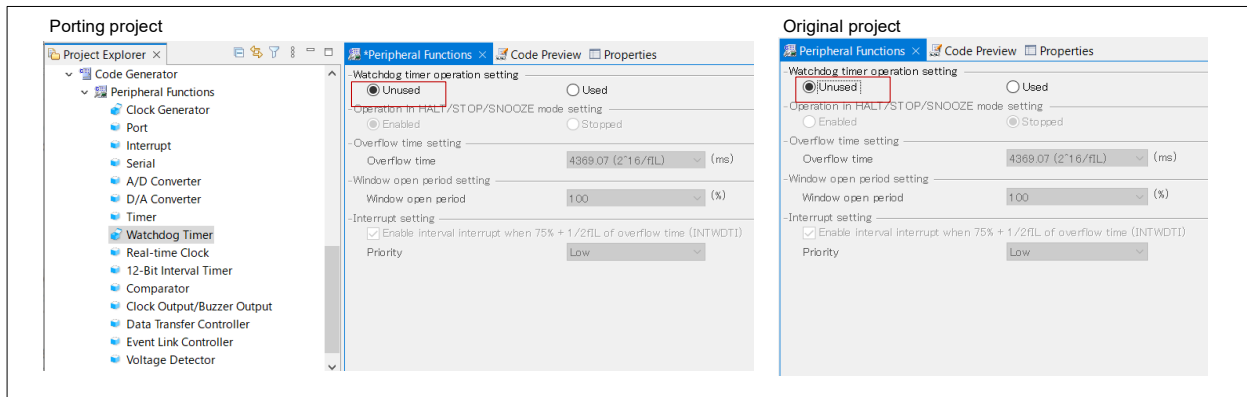 Porting project
Project Explorer ×
Code Generator
Peripheral Functions
Clock Generator
Port
Interrupt
Serial
A/D Converter
D/A Converter
Timer
Watchdog Timer
Real-time Clock
12-Bit Interval Timer
Comparator
Clock Output/Buzzer Output
Data Transfer Controller
Event Link Controller
Voltage Detector
*Peripheral Functions × Code Preview Properties
Watchdog timer operation setting
Unused Used
Operation in HALT/STOP/SNOOZE mode setting
Enabled Stopped
Overflow time setting
Overflow time 4369.07 (2^16/fIL) (ms)
Window open period setting
Window open period 100 (%)
Interrupt setting
Enable interval interrupt when 75% + 1/2fIL of overflow time (INTWDTI)
Priority Low
Original project
Peripheral Functions × Code Preview Properties
Watchdog timer operation setting
Unused Used
Operation in HALT/STOP/SNOOZE mode setting
Enabled Stopped
Overflow time setting
Overflow time 4369.07 (2^16/fIL) (ms)
Window open period setting
Window open period 100 (%)
Interrupt setting
Enable interval interrupt when 75% + 1/2fIL of overflow time (INTWDTI)
Priority Low